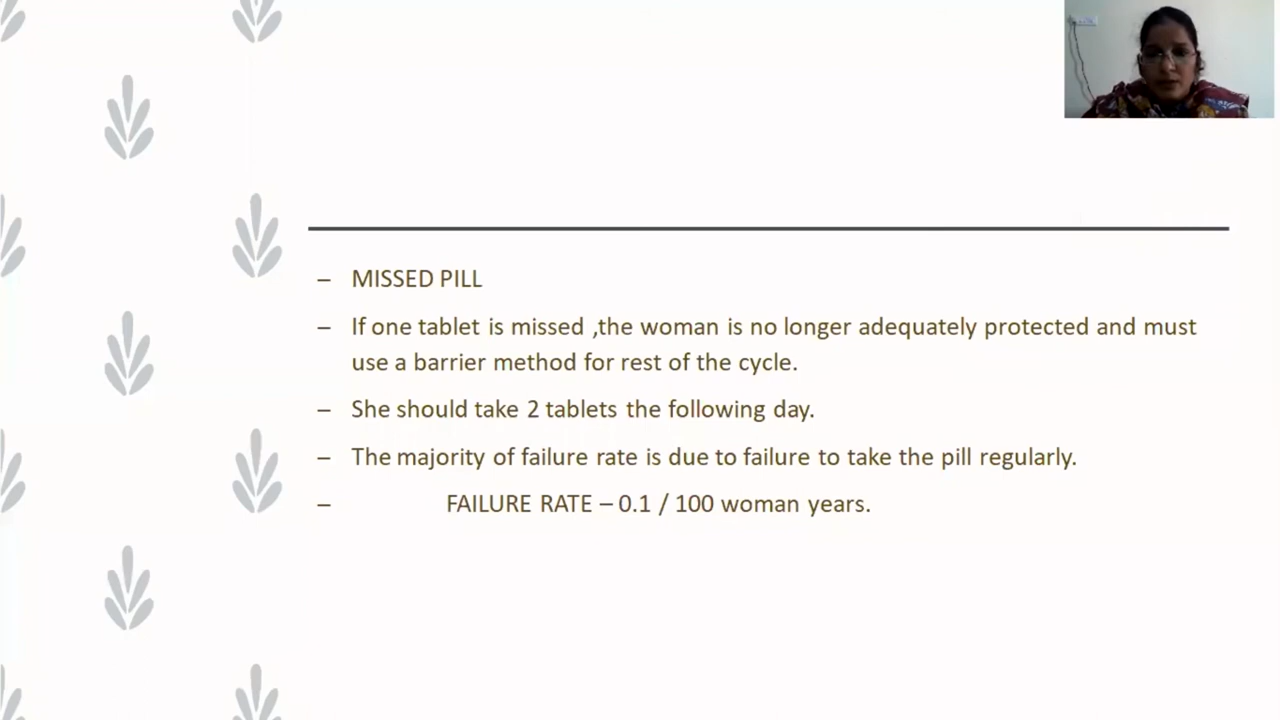 – MISSED PILL
– If one tablet is missed ,the woman is no longer adequately protected and must
use a barrier method for rest of the cycle.
– She should take 2 tablets the following day.
– The majority of failure rate is due to failure to take the pill regularly.
– FAILURE RATE – 0.1 / 100 woman years.